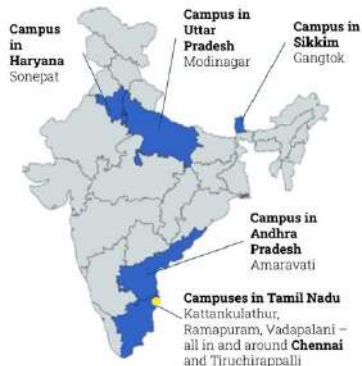 Campus
in
Haryana
Sonepat
Campus in
Uttar
Pradesh
Modinagar
Campus in
Sikkim
Gangtok
Campus in
Andhra
Pradesh
Amaravati
Campuses in Tamil Nadu
Kattankulathur,
Ramapuram, Vadapalani –
all in and around Chennai
and Tiruchirappalli